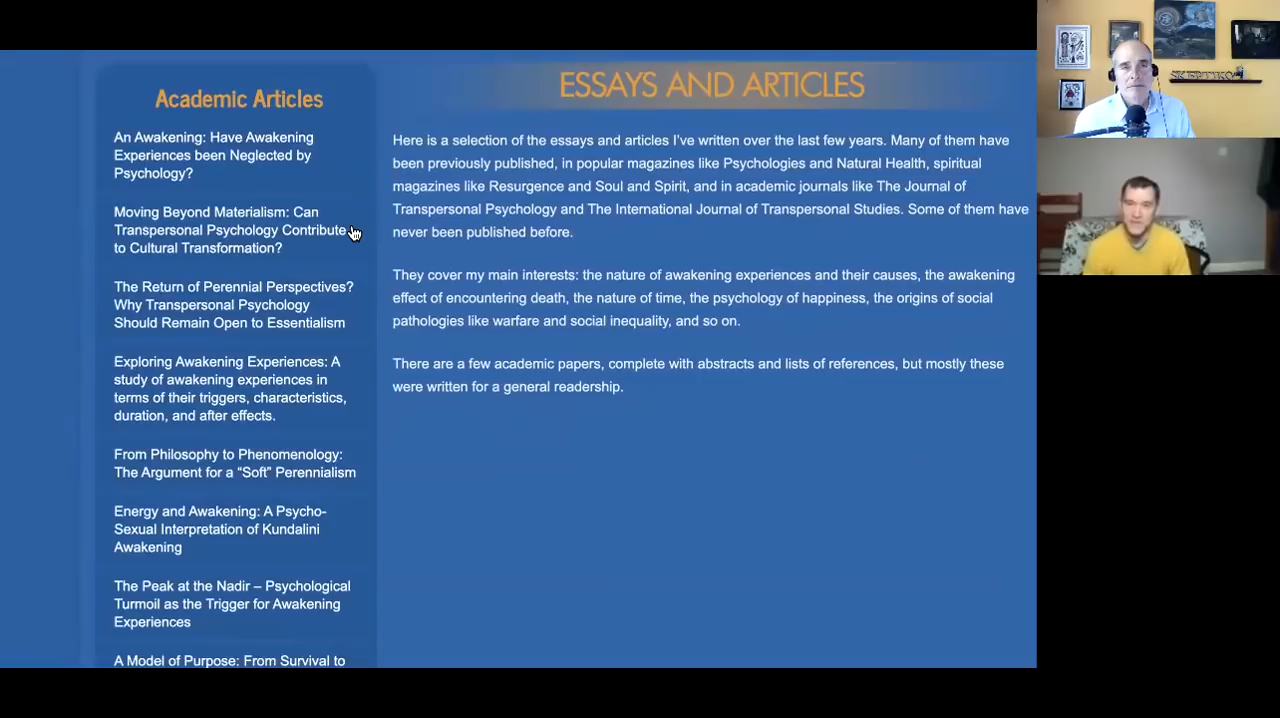 Academic Articles
An Awakening: Have Awakening
Experiences been Neglected by
Psychology?
Moving Beyond Materialism: Can
Transpersonal Psychology Contribute
to Cultural Transformation?
The Return of Perennial Perspectives?
Why Transpersonal Psychology
Should Remain Open to Essentialism
Exploring Awakening Experiences: A
study of awakening experiences in
terms of their triggers, characteristics,
duration, and after effects.
From Philosophy to Phenomenology:
The Argument for a “Soft” Perennialism
Energy and Awakening: A Psycho-
Sexual Interpretation of Kundalini
Awakening
The Peak at the Nadir – Psychological
Turmoil as the Trigger for Awakening
Experiences
A Model of Purpose: From Survival to
ESSAYS AND ARTICLES
Here is a selection of the essays and articles I've written over the last few years. Many of them have
been previously published, in popular magazines like Psychologies and Natural Health, spiritual
magazines like Resurgence and Soul and Spirit, and in academic journals like The Journal of
Transpersonal Psychology and The International Journal of Transpersonal Studies. Some of them have
never been published before.
They cover my main interests: the nature of awakening experiences and their causes, the awakening
effect of encountering death, the nature of time, the psychology of happiness, the origins of social
pathologies like warfare and social inequality, and so on.
There are a few academic papers, complete with abstracts and lists of references, but mostly these
were written for a general readership.
SKEPTIKO